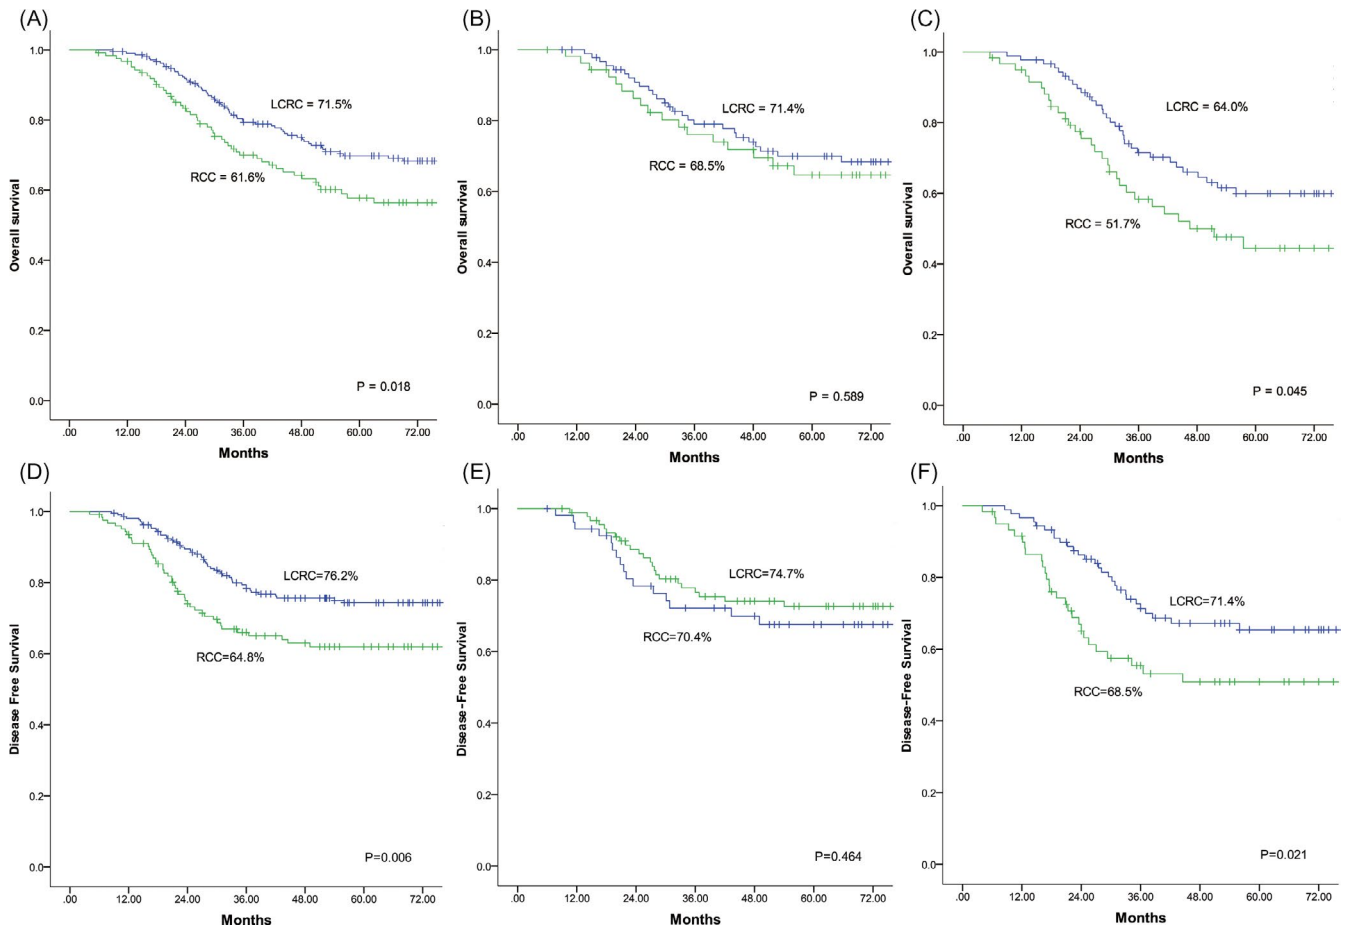 (A)
1.0
0.8
0.6
0.4
0.2
0.0
Overall survival
LCRC = 71.5%
RCC = 61.6%
P = 0.018
.00 12.00 24.00 36.00 48.00 60.00 72.00
Months
(B)
1.0
0.8
0.6
0.4
0.2
0.0
Overall survival
LCRC = 71.4%
RCC = 68.5%
P = 0.589
.00 12.00 24.00 36.00 48.00 60.00 72.00
Months
(C)
1.0
0.8
0.6
0.4
0.2
0.0
Overall survival
LCRC = 64.0%
RCC = 51.7%
P = 0.045
.00 12.00 24.00 36.00 48.00 60.00 72.00
Months
(D)
1.0
0.8
0.6
0.4
0.2
0.0
Disease Free Survival
LCRC=76.2%
RCC=64.8%
P=0.006
.00 12.00 24.00 36.00 48.00 60.00 72.00
Months
(E)
1.0
0.8
0.6
0.4
0.2
0.0
Disease-Free Survival
LCRC=74.7%
RCC=70.4%
P=0.464
.00 12.00 24.00 36.00 48.00 60.00 72.00
Months
(F)
1.0
0.8
0.6
0.4
0.2
0.0
Disease-Free Survival
LCRC=71.4%
RCC=68.5%
P=0.021
.00 12.00 24.00 36.00 48.00 60.00 72.00
Months